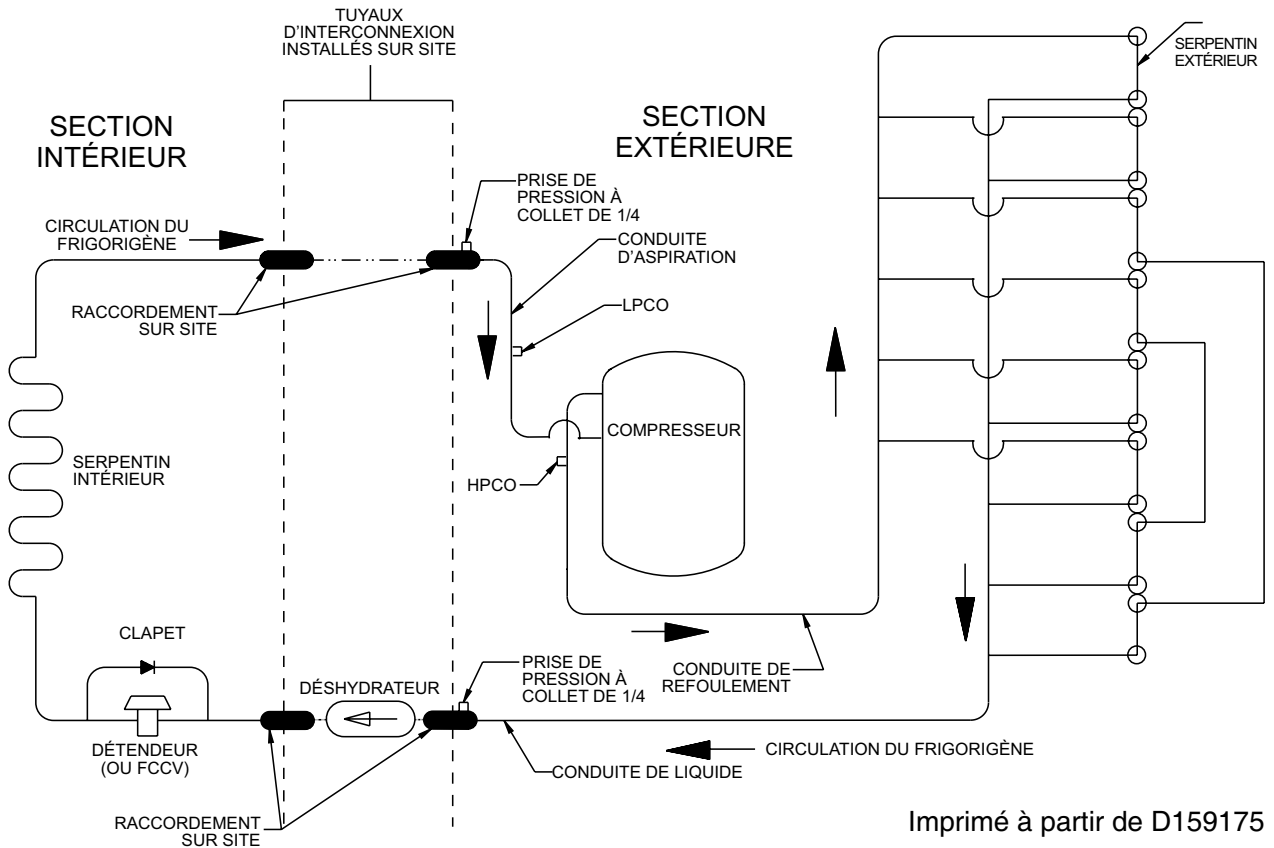 TUYAUX
D'INTERCONNEXION
INSTALLÉS SUR SITE
SERPENTIN
EXTÉRIEUR
SECTION
INTÉRIEUR
SECTION
EXTÉRIEURE
PRISE DE
PRESSION À
COLLET DE 1/4
CIRCULATION DU
FRIGORIGÈNE
CONDUITE
D'ASPIRATION
RACCORDEMENT
SUR SITE
LPCO
COMPRESSEUR
SERPENTIN
INTÉRIEUR
HPCO
CLAPET
DÉSHYDRATEUR
PRISE DE
PRESSION À
COLLET DE 1/4
CONDUITE DE
REFOULEMENT
DÉTENDEUR
(OU FCCV)
CIRCULATION DU FRIGORIGÈNE
CONDUITE DE LIQUIDE
RACCORDEMENT
SUR SITE
Imprimé à partir de D159175